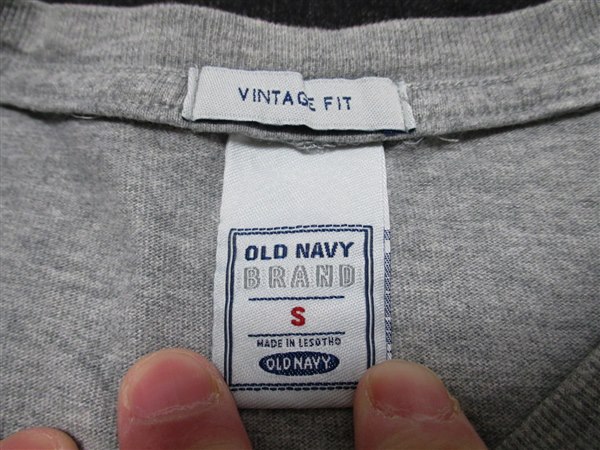 VINTAGE FIT
OLD NAVY
BRAND
S
MADE IN LESOTHO
OLD NAVY